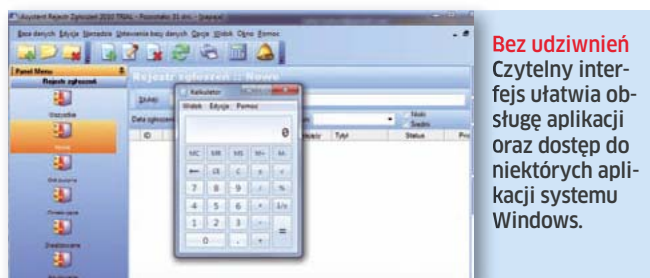 Asystent Rejestr Zgłoszeń 2010 TRIAL - Pozostało 31 dni. -
Baza danych Edycja Narzędzia Ustawienia bazy danych Opcje Widok Okno Pomoc
Panel Menu
Rejestr zgłoszeń
Wszystkie
Nowe
Rejestr zgłoszeń :: Nowe
Szukaj
Data zgłoszenia
Niski
Średni
ID
Tytuł
Status
Kalkulator
Widok Edycja Pomoc
0
MC MR MS M+ M-
← CE C ± √
7 8 9 / %
4 5 6 * 1/x
1 2 3 - =
0 , +
Bez udziwnień
Czytelny inter-
fejs ułatwia ob-
sługę aplikacji
oraz dostęp do
niektórych apli-
kacji systemu
Windows.